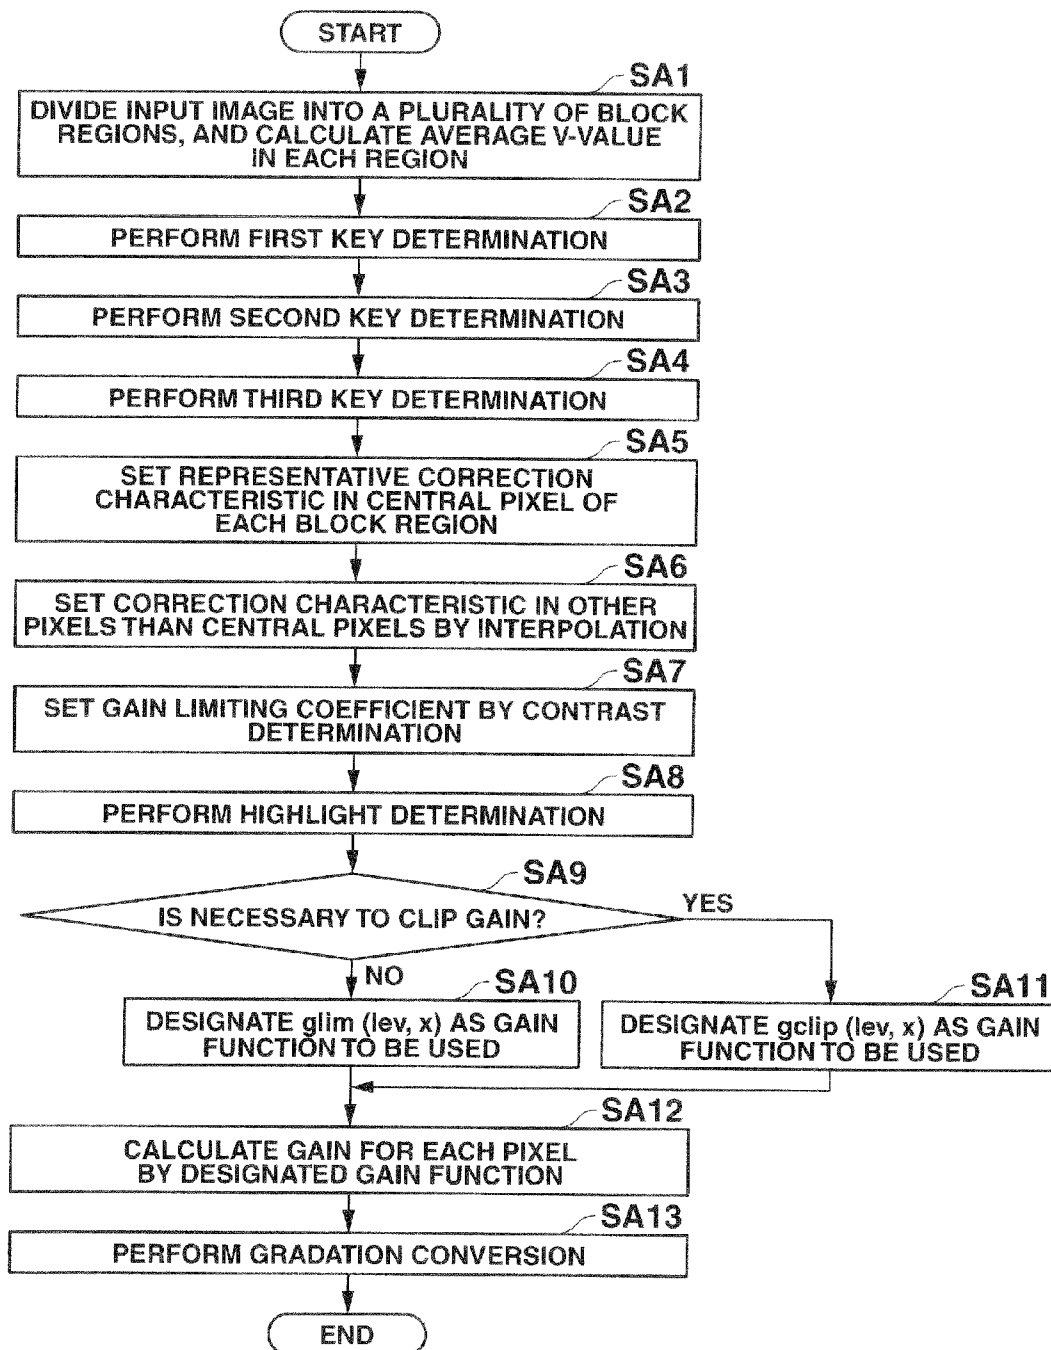 START
SA1
DIVIDE INPUT IMAGE INTO A PLURALITY OF BLOCK
REGIONS, AND CALCULATE AVERAGE V-VALUE
IN EACH REGION
SA2
PERFORM FIRST KEY DETERMINATION
SA3
PERFORM SECOND KEY DETERMINATION
SA4
PERFORM THIRD KEY DETERMINATION
SA5
SET REPRESENTATIVE CORRECTION
CHARACTERISTIC IN CENTRAL PIXEL OF
EACH BLOCK REGION
SA6
SET CORRECTION CHARACTERISTIC IN OTHER
PIXELS THAN CENTRAL PIXELS BY INTERPOLATION
SA7
SET GAIN LIMITING COEFFICIENT BY CONTRAST
DETERMINATION
SA8
PERFORM HIGHLIGHT DETERMINATION
SA9
IS NECESSARY TO CLIP GAIN?
YES
NO
SA10
DESIGNATE glim (lev, x) AS GAIN
FUNCTION TO BE USED
SA11
DESIGNATE gclip (lev, x) AS GAIN
FUNCTION TO BE USED
SA12
CALCULATE GAIN FOR EACH PIXEL
BY DESIGNATED GAIN FUNCTION
SA13
PERFORM GRADATION CONVERSION
END